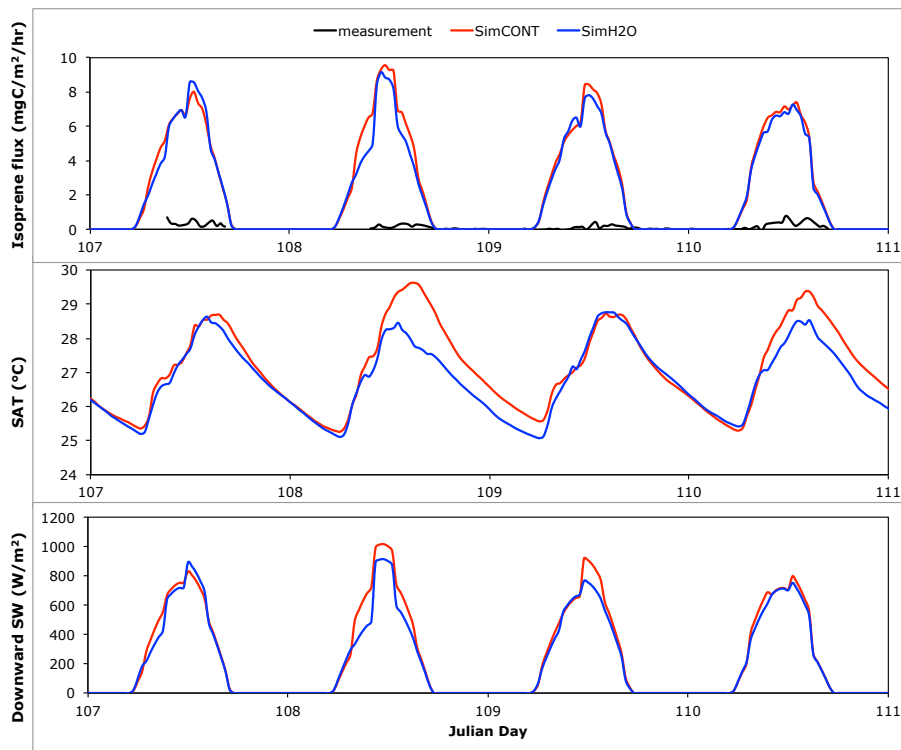 measurement SimCONT SimH2O
Isoprene flux (mgC/m²/hr)
10
8
6
4
2
0
107 108 109 110 111
SAT (°C)
30
29
28
27
26
25
24
107 108 109 110 111
Downward SW (W/m²)
1200
1000
800
600
400
200
0
107 108 109 110 111
Julian Day